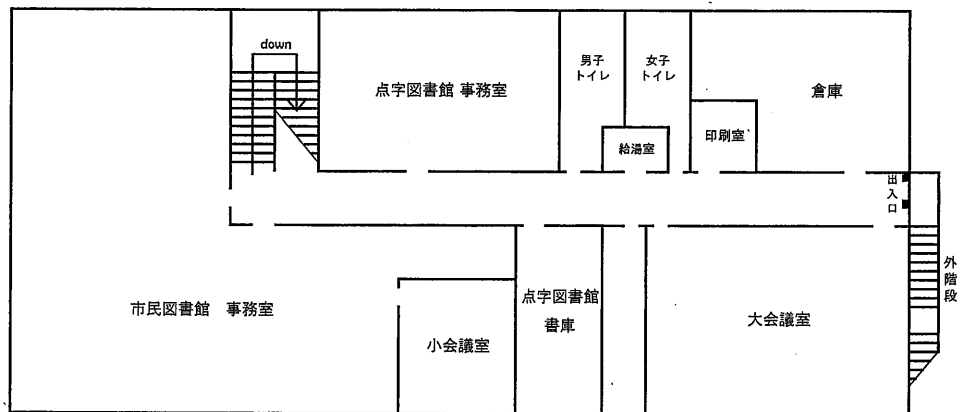 down
点字図書館 事務室
男子
トイレ
女子
トイレ
倉庫
印刷室
給湯室
出入口
外階段
市民図書館 事務室
小会議室
点字図書館
書庫
大会議室